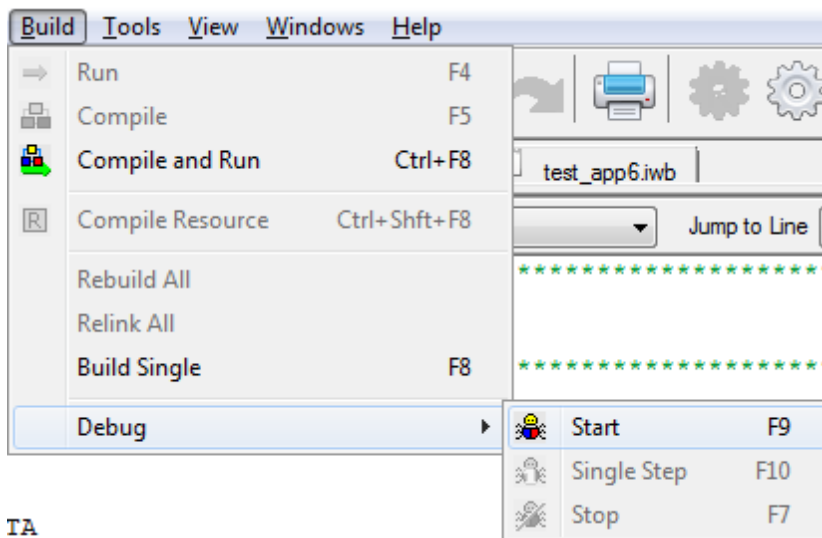 Build Tools View Windows Help
Run F4
Compile F5
Compile and Run Ctrl+F8
test_app6.iwb
Compile Resource Ctrl+Shft+F8
Jump to Line
Rebuild All
********************
Relink All
Build Single F8
********************
Debug
Start F9
Single Step F10
Stop F7
TA